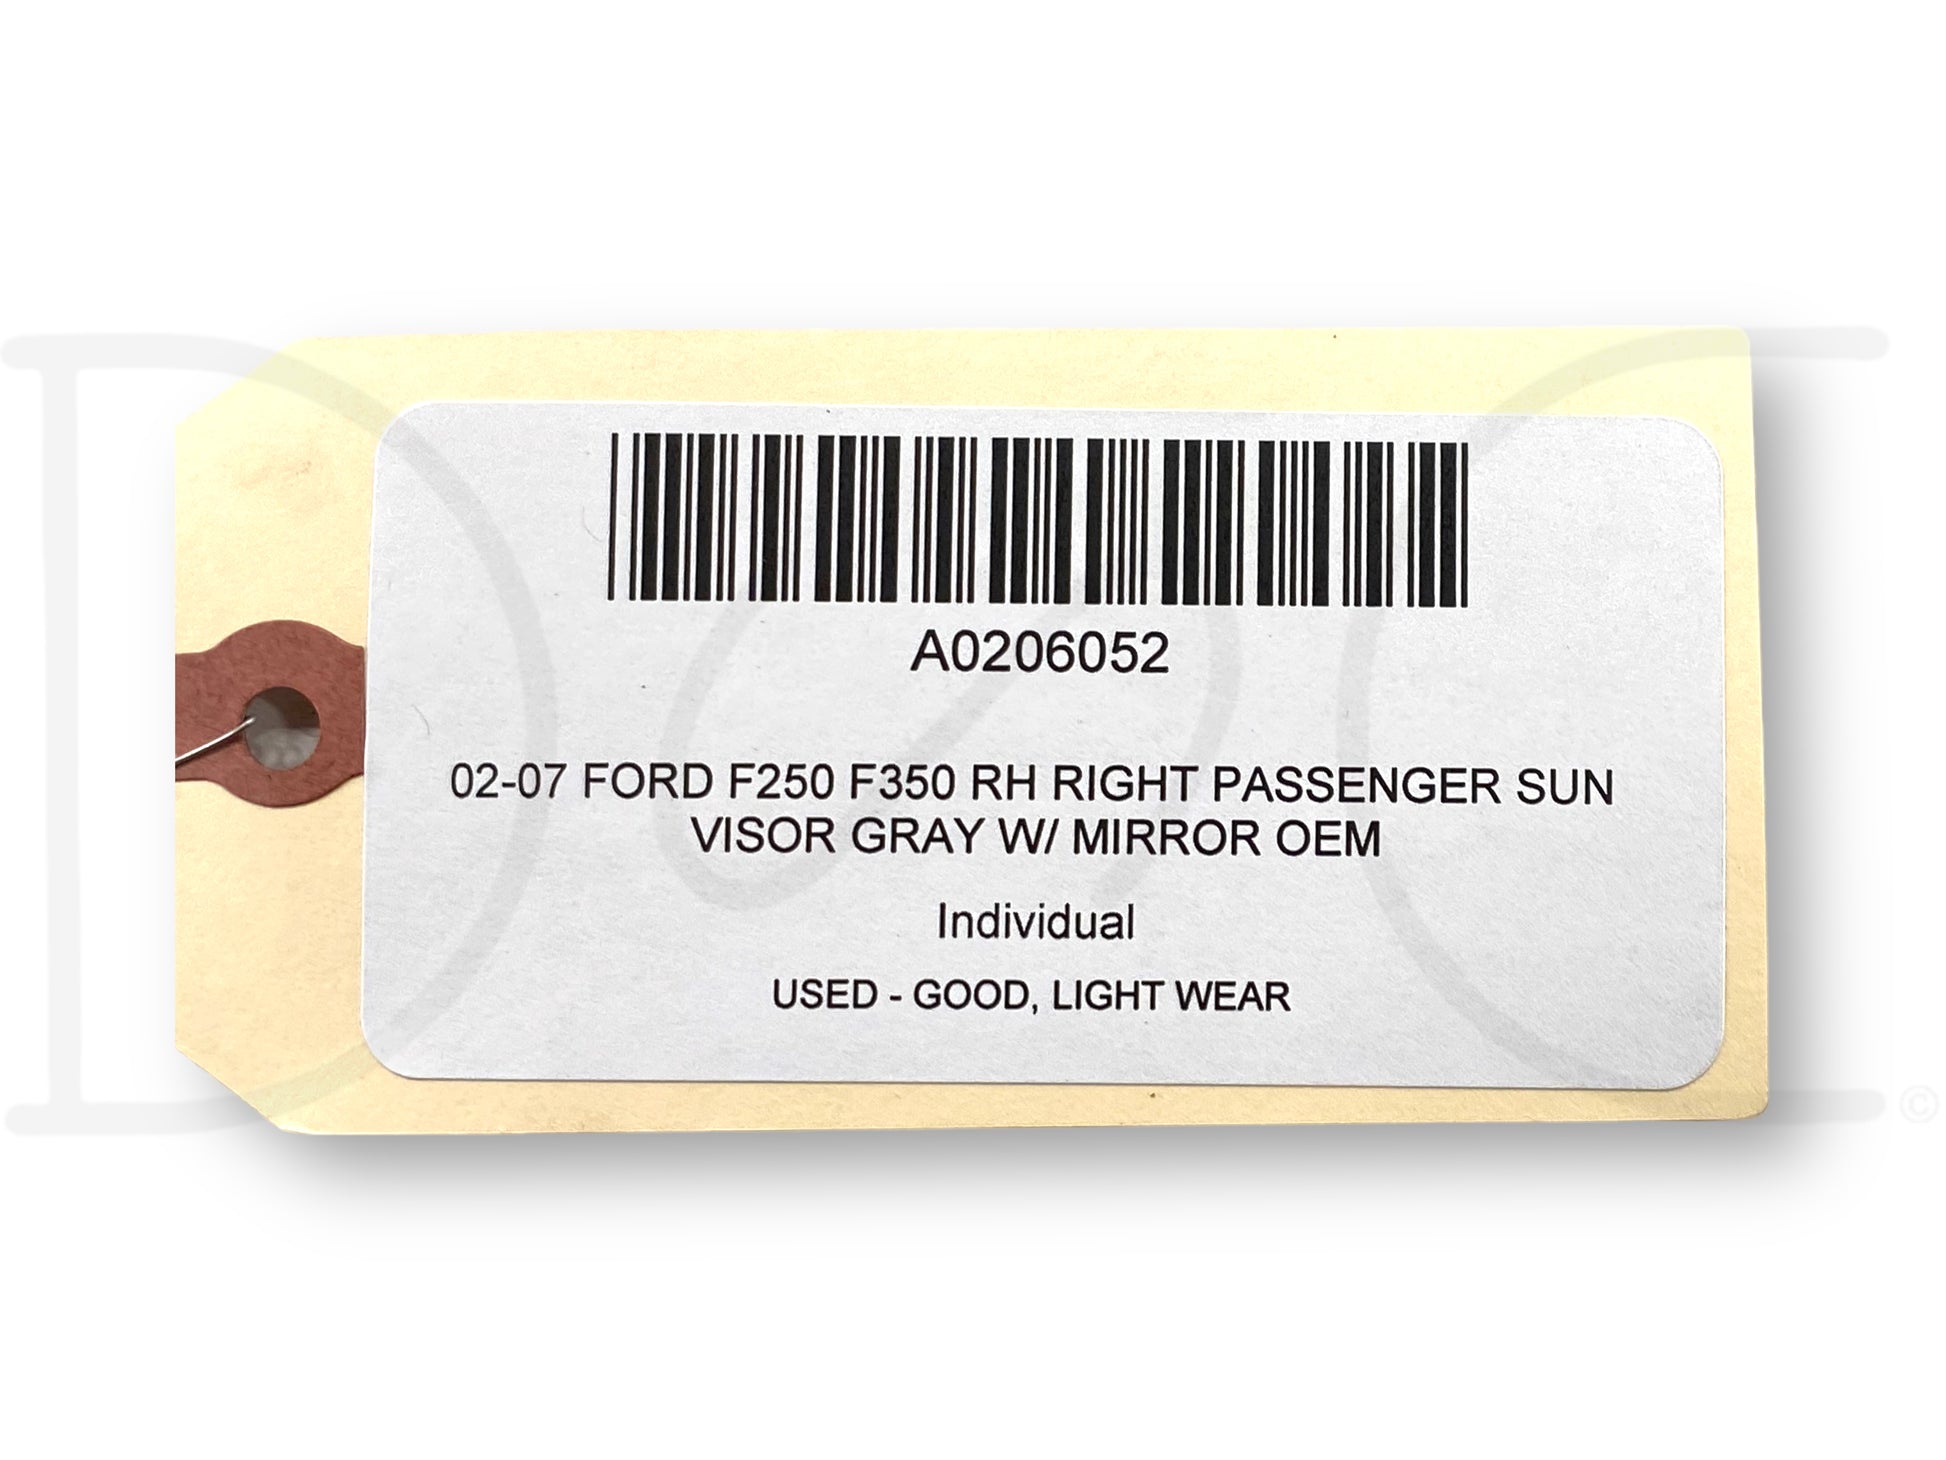 A0206052
02-07 FORD F250 F350 RH RIGHT PASSENGER SUN
VISOR GRAY W/ MIRROR OEM
Individual
USED - GOOD, LIGHT WEAR
©